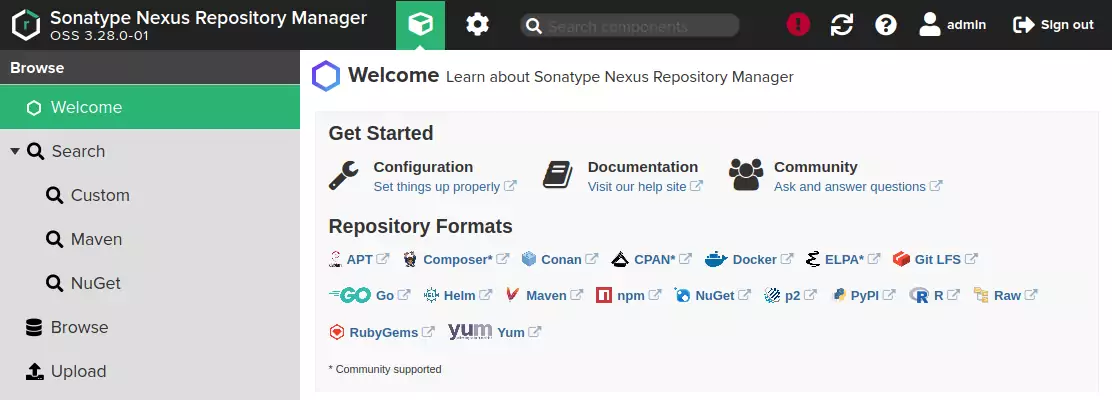 Sonatype Nexus Repository Manager
OSS 3.28.0-01
Search components
admin
Sign out
Browse
Welcome
Search
Custom
Maven
NuGet
Browse
Upload
Welcome Learn about Sonatype Nexus Repository Manager
Get Started
Configuration
Set things up properly
Documentation
Visit our help site
Community
Ask and answer questions
Repository Formats
APT Composer* Conan CPAN* Docker ELPA* Git LFS
GO Go HELM Helm Maven npm NuGet p2 PyPI R R Raw
RubyGems yum Yum
* Community supported